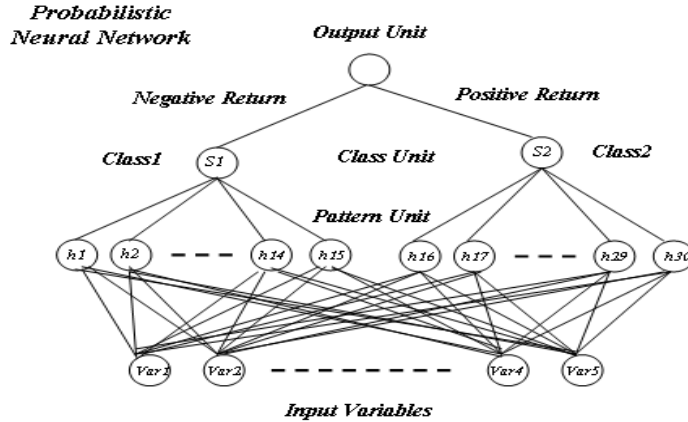 Probabilistic
Neural Network
Output Unit
Negative Return
Positive Return
Class1
S1
Class Unit
S2
Class2
Pattern Unit
h1 h2 h14 h15 h16 h17 h29 h30
Var1 Var2 Var4 Var5
Input Variables